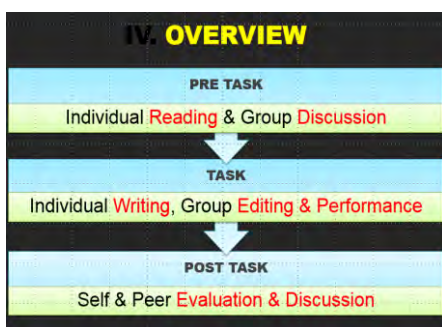 IV. OVERVIEW
PRE TASK
Individual Reading & Group Discussion
TASK
Individual Writing, Group Editing & Performance
POST TASK
Self & Peer Evaluation & Discussion